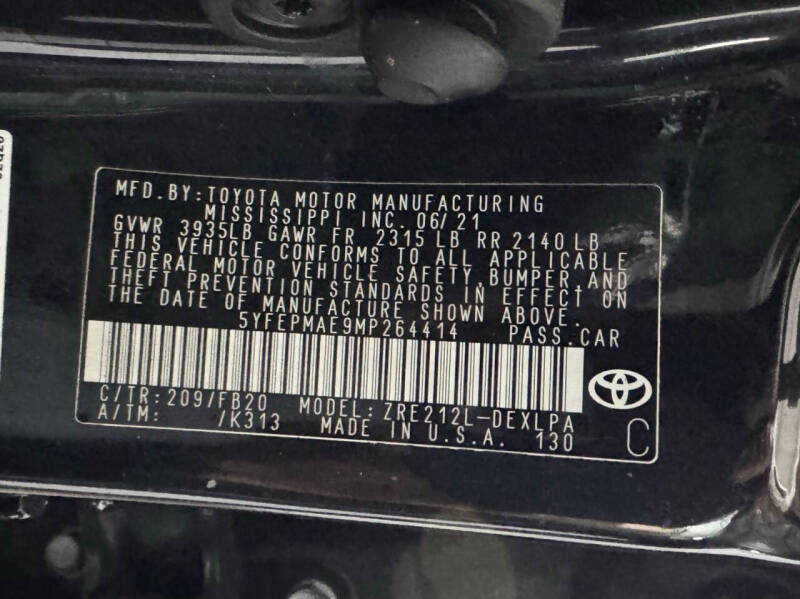 MFD.BY:TOYOTA MOTOR MANUFACTURING
MISSISSIPPI INC. 06/21
GVWR 3935LB GAWR FR 2315 LB RR 2140 LB
THIS VEHICLE CONFORMS TO ALL APPLICABLE
FEDERAL MOTOR VEHICLE SAFETY, BUMPER, AND
THEFT PREVENTION STANDARDS IN EFFECT ON
THE DATE OF MANUFACTURE SHOWN ABOVE.
5YFEPMAE9MP264414 PASS.CAR
C/TR:209/FB20 MODEL:ZRE212L-DEXLPA
A/TM: /K313 MADE IN U.S.A. 130 C